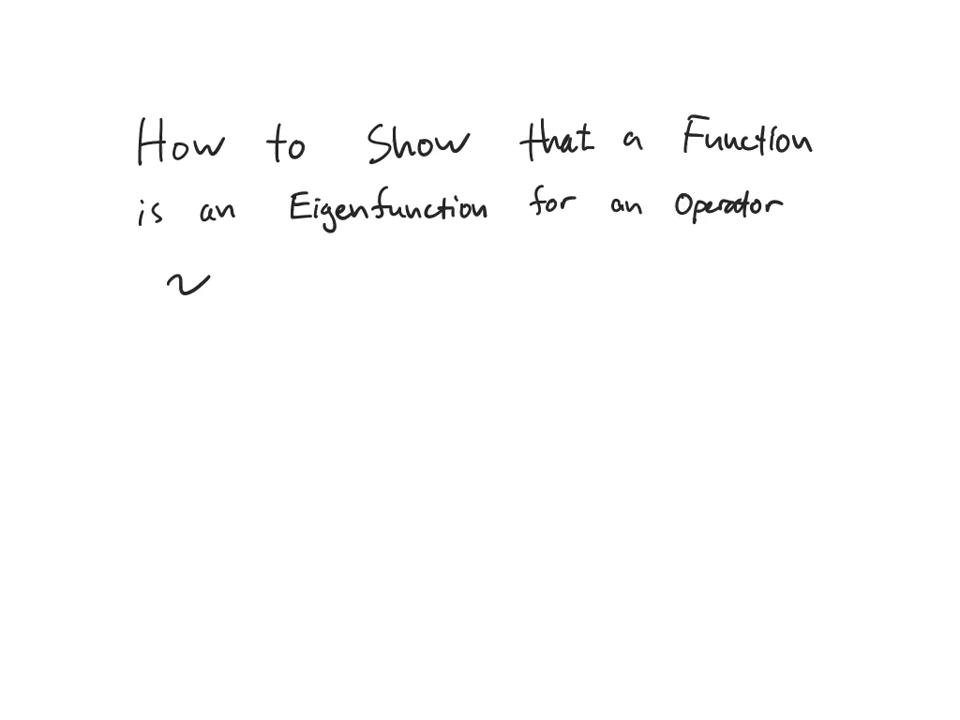 How to Show that a Function
is an Eigenfunction for an Operator
~